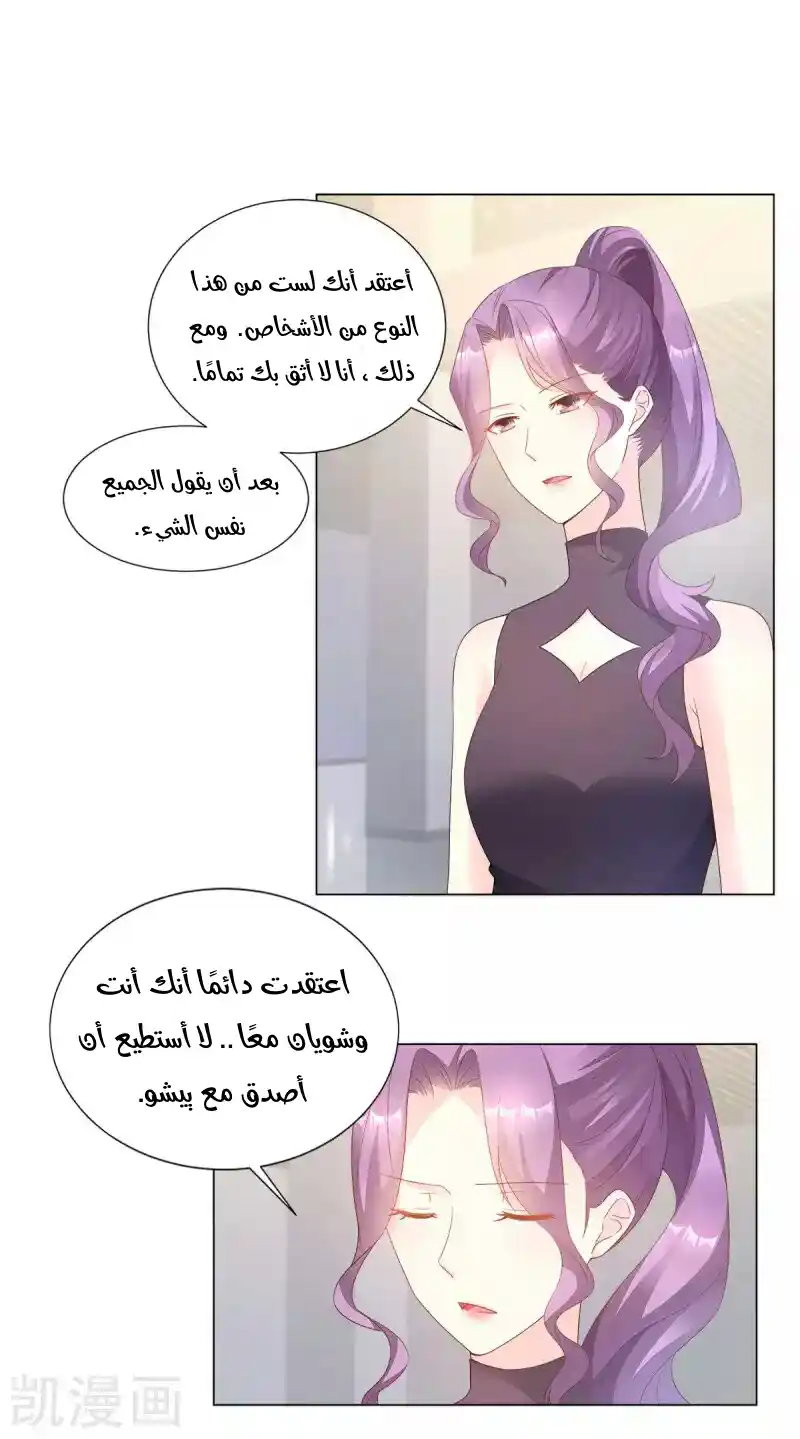 أعتقد أنك لست من هذا
النوع من الأشخاص. ومع
ذلك ، أنا لا أثق بك تمامًا.
بعد أن يقول الجميع
نفس الشيء.
اعتقدت دائمًا أنك أنت
وشويان معًا .. لا أستطيع أن
أصدق مع ييشو.
凯漫画